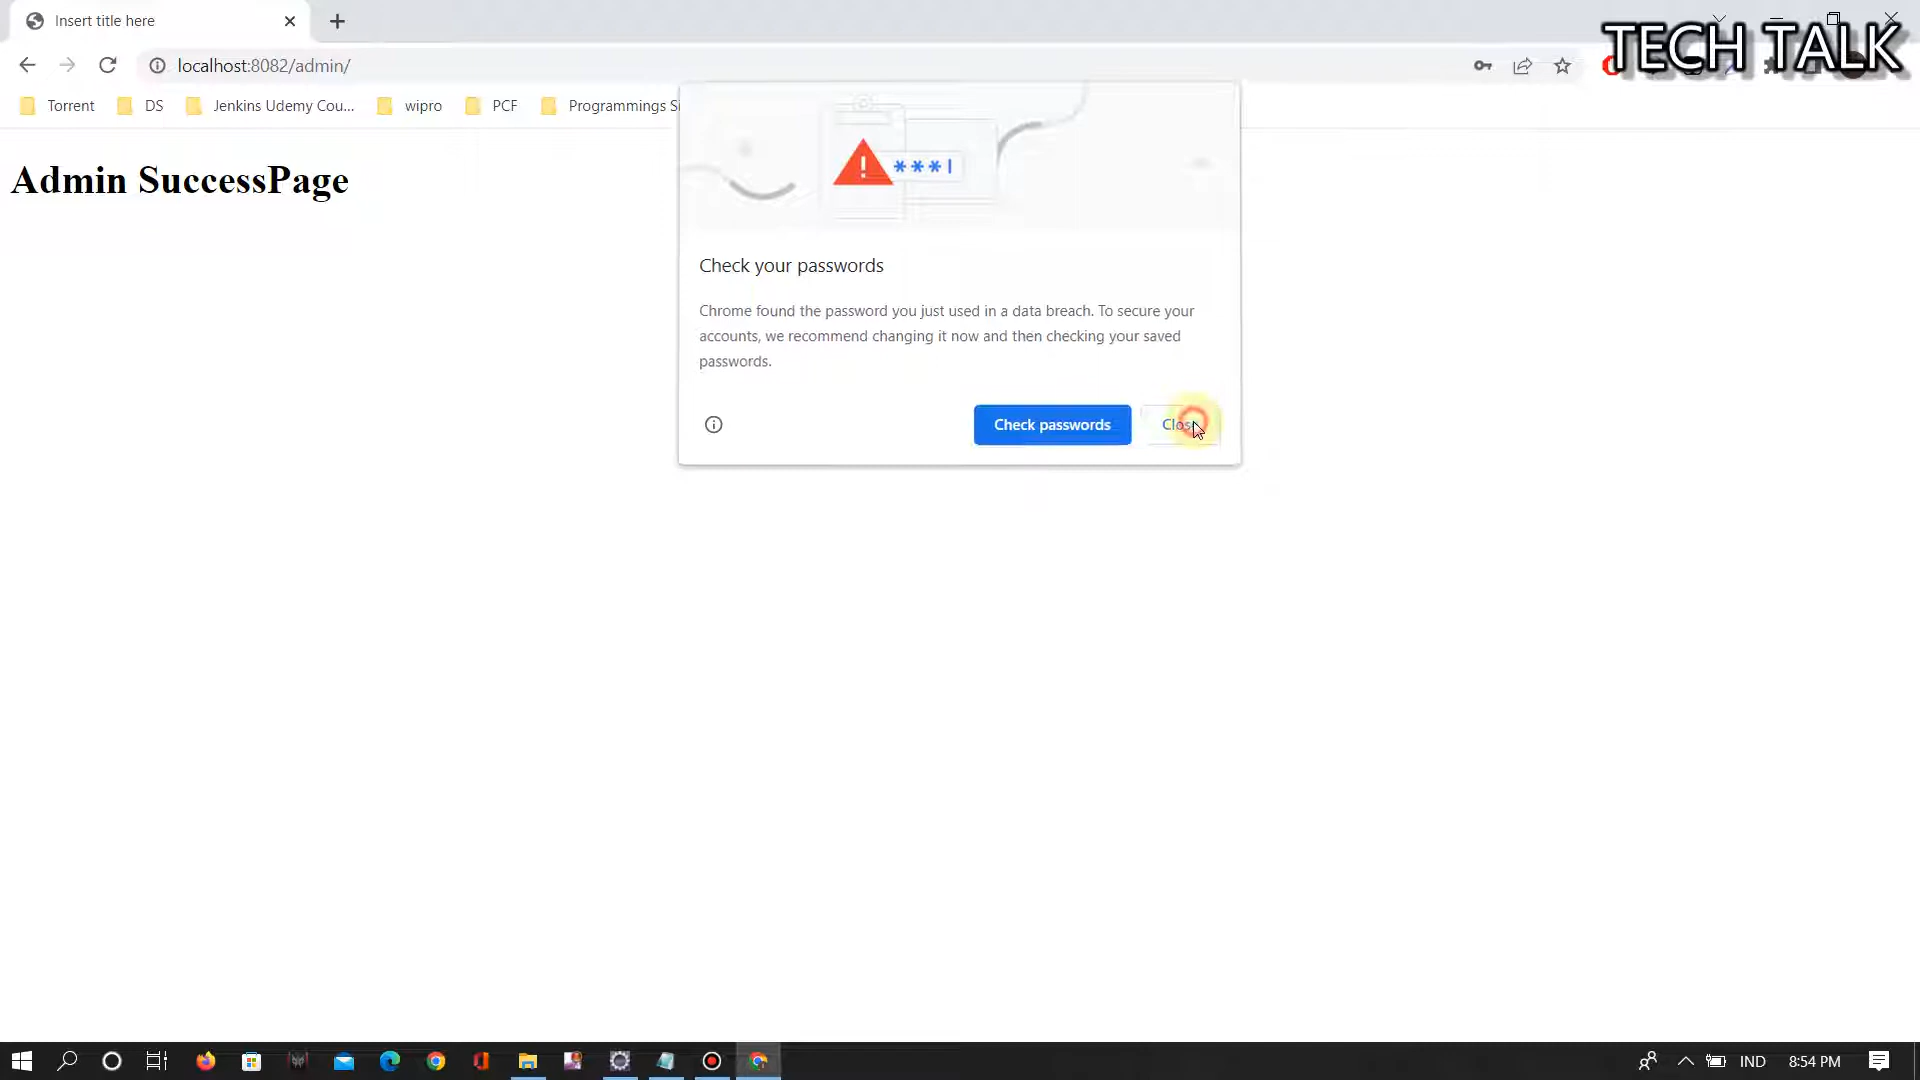 Insert title here
TECH TALK
localhost:8082/admin/
Torrent
DS
Jenkins Udemy Cou...
wipro
PCF
Programmings Si
Admin SuccessPage
***|
Check your passwords
Chrome found the password you just used in a data breach. To secure your
accounts, we recommend changing it now and then checking your saved
passwords.
Check passwords
Close
IND
8:54 PM